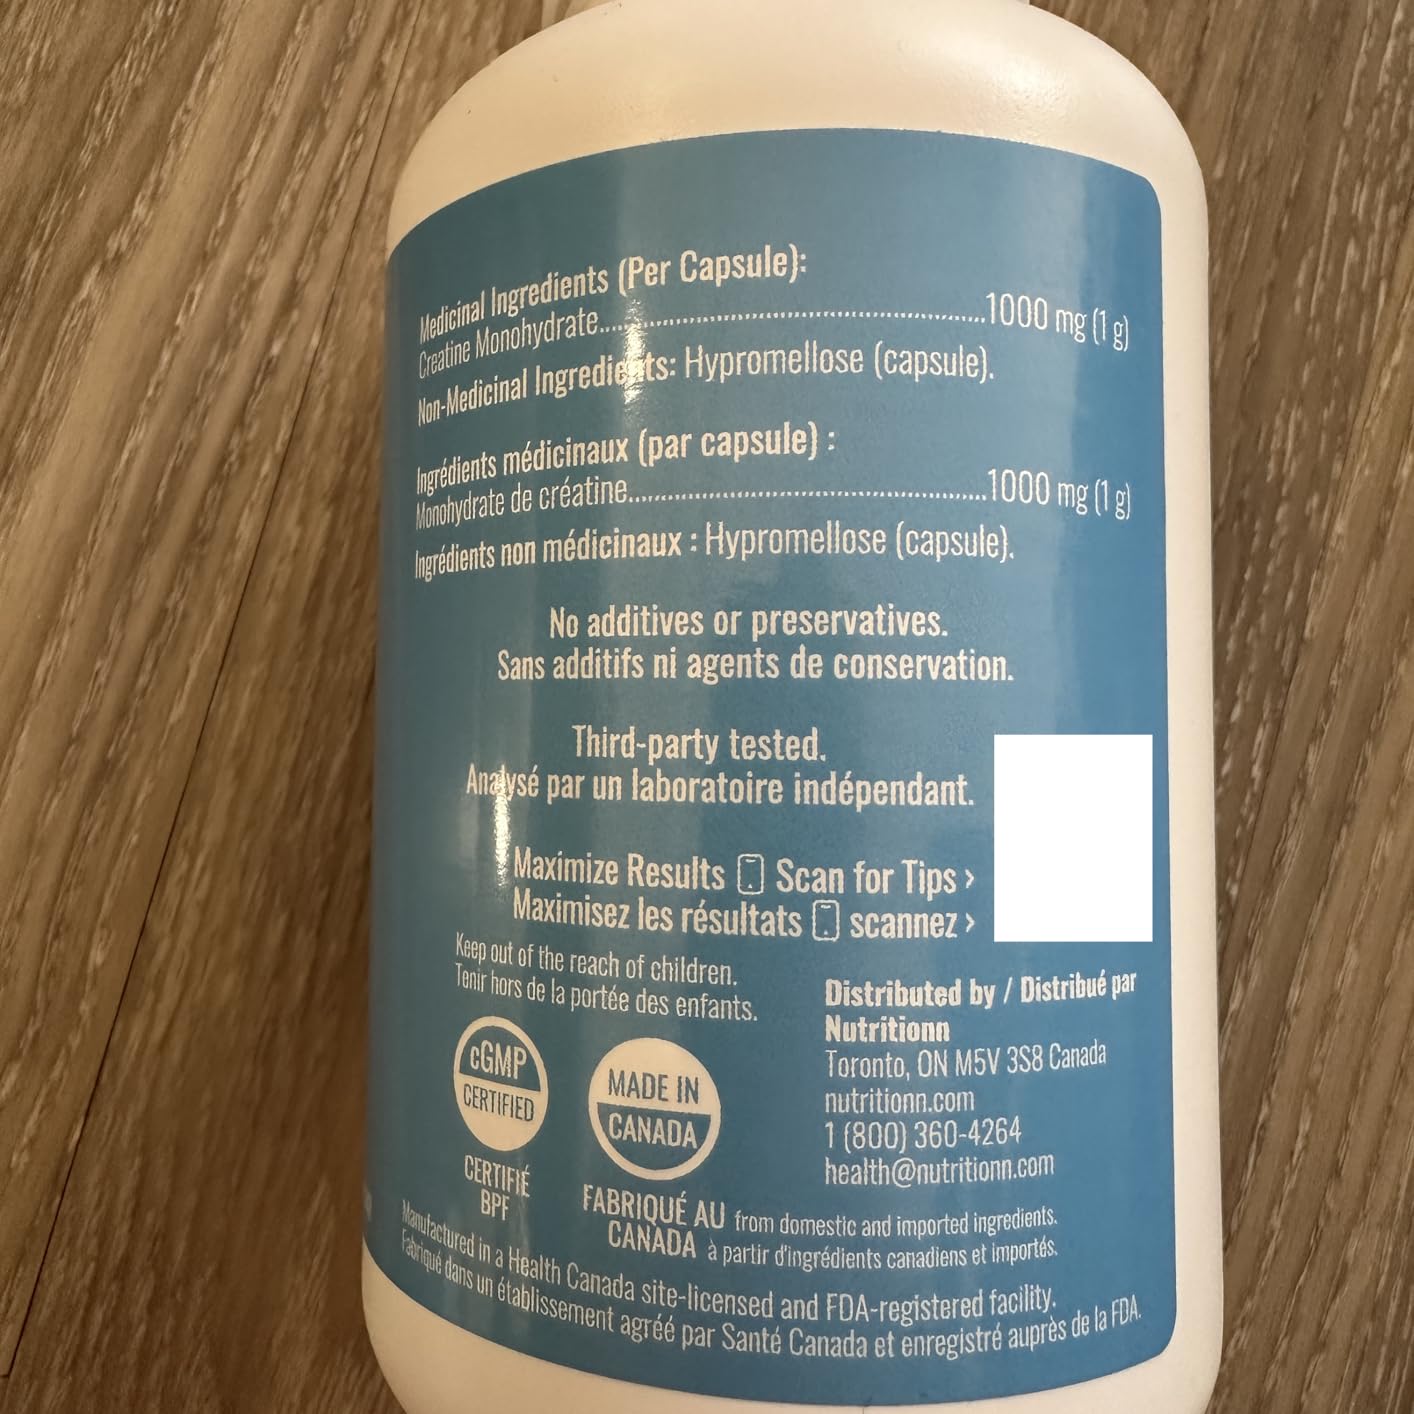 Medicinal Ingredients (Per Capsule):
Creatine Monohydrate..............................................................1000 mg (1 g)
Non-Medicinal Ingredients: Hypromellose (capsule).
Ingrédients médicinaux (par capsule) :
Monohydrate de créatine..........................................................1000 mg (1 g)
Ingrédients non médicinaux : Hypromellose (capsule).
No additives or preservatives.
Sans additifs ni agents de conservation.
Third-party tested.
Analysé par un laboratoire indépendant.
Maximize Results Scan for Tips ›
Maximisez les résultats scannez ›
Keep out of the reach of children.
Tenir hors de la portée des enfants.
cGMP
CERTIFIED
CERTIFIÉ
BPF
MADE IN
CANADA
FABRIQUÉ AU
CANADA
from domestic and imported ingredients.
à partir d'ingrédients canadiens et importés.
Distributed by / Distribué par
Nutritionn
Toronto, ON M5V 3S8 Canada
nutritionn.com
1 (800) 360-4264
health@nutritionn.com
Manufactured in a Health Canada site-licensed and FDA-registered facility.
Fabriqué dans un établissement agréé par Santé Canada et enregistré auprès de la FDA.